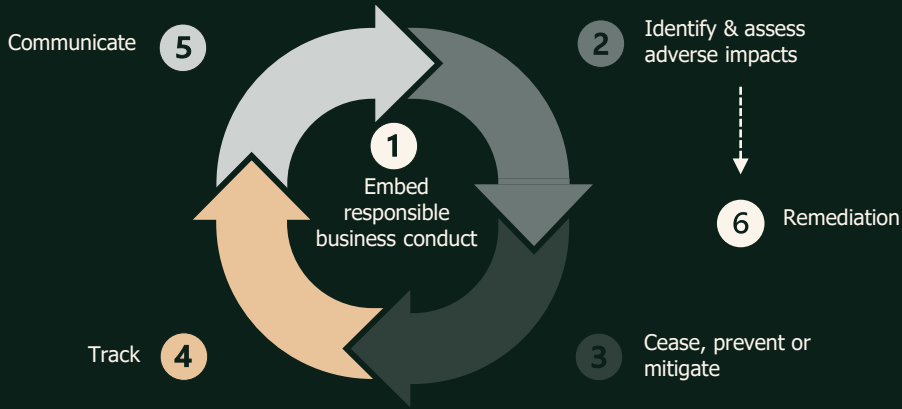 Communicate
5
2
Identify & assess
adverse impacts
1
Embed
responsible
business conduct
6
Remediation
Track
4
3
Cease, prevent or
mitigate